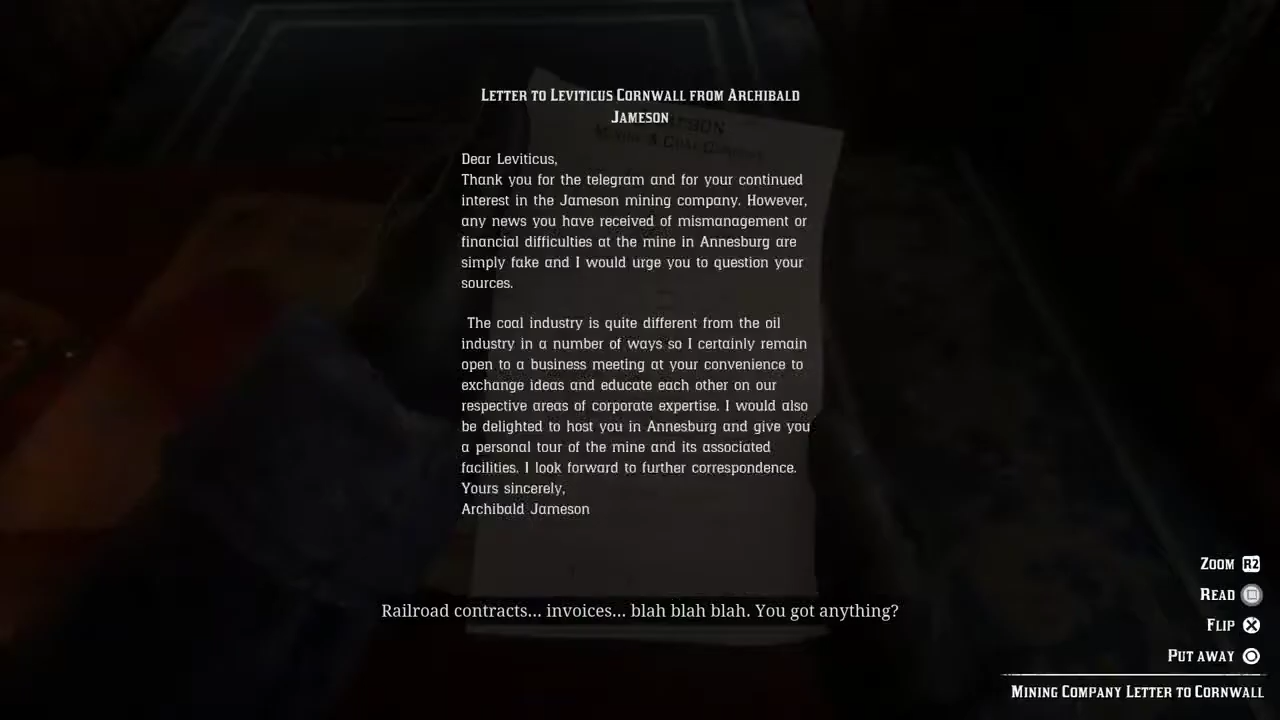 LETTER TO LEVITICUS CORNWALL FROM ARCHIBALD
JAMESON
Dear Leviticus,
Thank you for the telegram and for your continued
interest in the Jameson mining company. However,
any news you have received of mismanagement or
financial difficulties at the mine in Annesburg are
simply fake and I would urge you to question your
sources.
The coal industry is quite different from the oil
industry in a number of ways so I certainly remain
open to a business meeting at your convenience to
exchange ideas and educate each other on our
respective areas of corporate expertise. I would also
be delighted to host you in Annesburg and give you
a personal tour of the mine and its associated
facilities. I look forward to further correspondence.
Yours sincerely,
Archibald Jameson
Railroad contracts... invoices... blah blah blah. You got anything?
ZOOM R2
READ
FLIP
PUT AWAY
MINING COMPANY LETTER TO CORNWALL